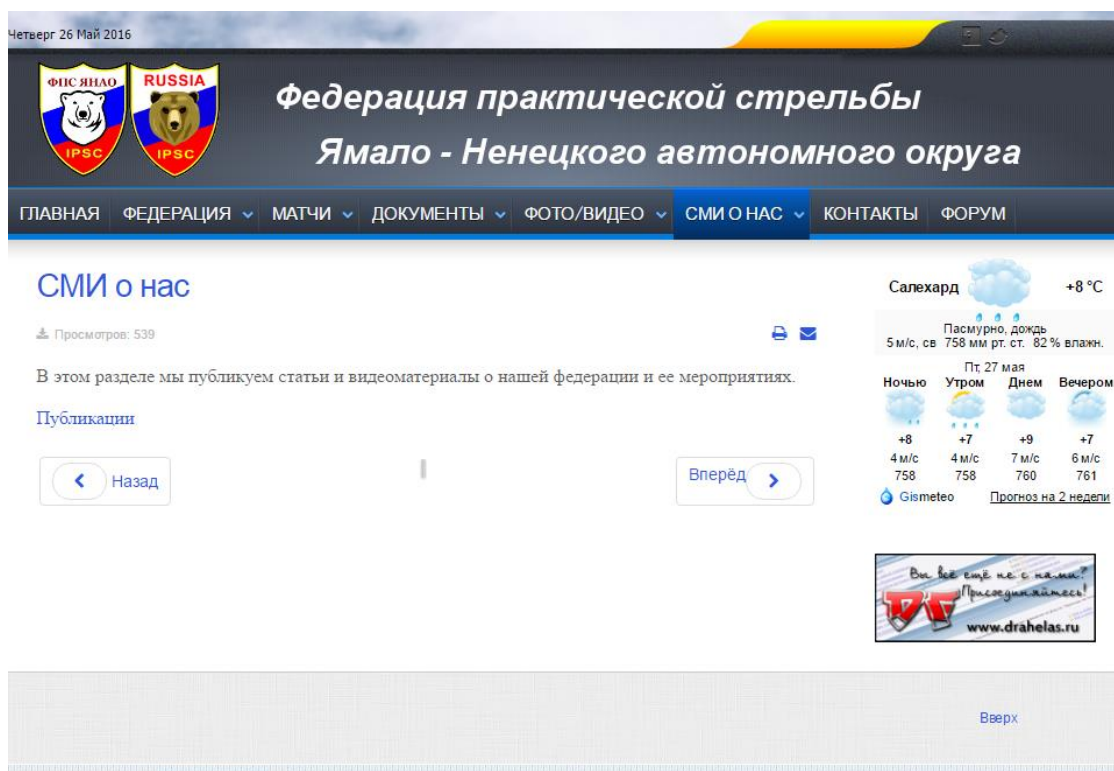 Четверг 26 Май 2016
ФПС ЯНАО
IPSC
RUSSIA
IPSC
Федерация практической стрельбы
Ямало - Ненецкого автономного округа
ГЛАВНАЯ ФЕДЕРАЦИЯ МАТЧИ ДОКУМЕНТЫ ФОТО/ВИДЕО СМИ О НАС КОНТАКТЫ ФОРУМ
СМИ о нас
Просмотров: 539
В этом разделе мы публикуем статьи и видеоматериалы о нашей федерации и ее мероприятиях.
Публикации
Назад
Вперёд
Салехард +8 °C
Пасмурно, дождь
5 м/с, св 758 мм рт. ст. 82 % влажн.
Пт, 27 мая
Ночью Утром Днем Вечером
+8 +7 +9 +7
4 м/с 4 м/с 7 м/с 6 м/с
758 758 760 761
Gismeteo Прогноз на 2 недели
Вы всё ещё не с нами?
Присоединяйтесь!
www.drahelas.ru
Вверх